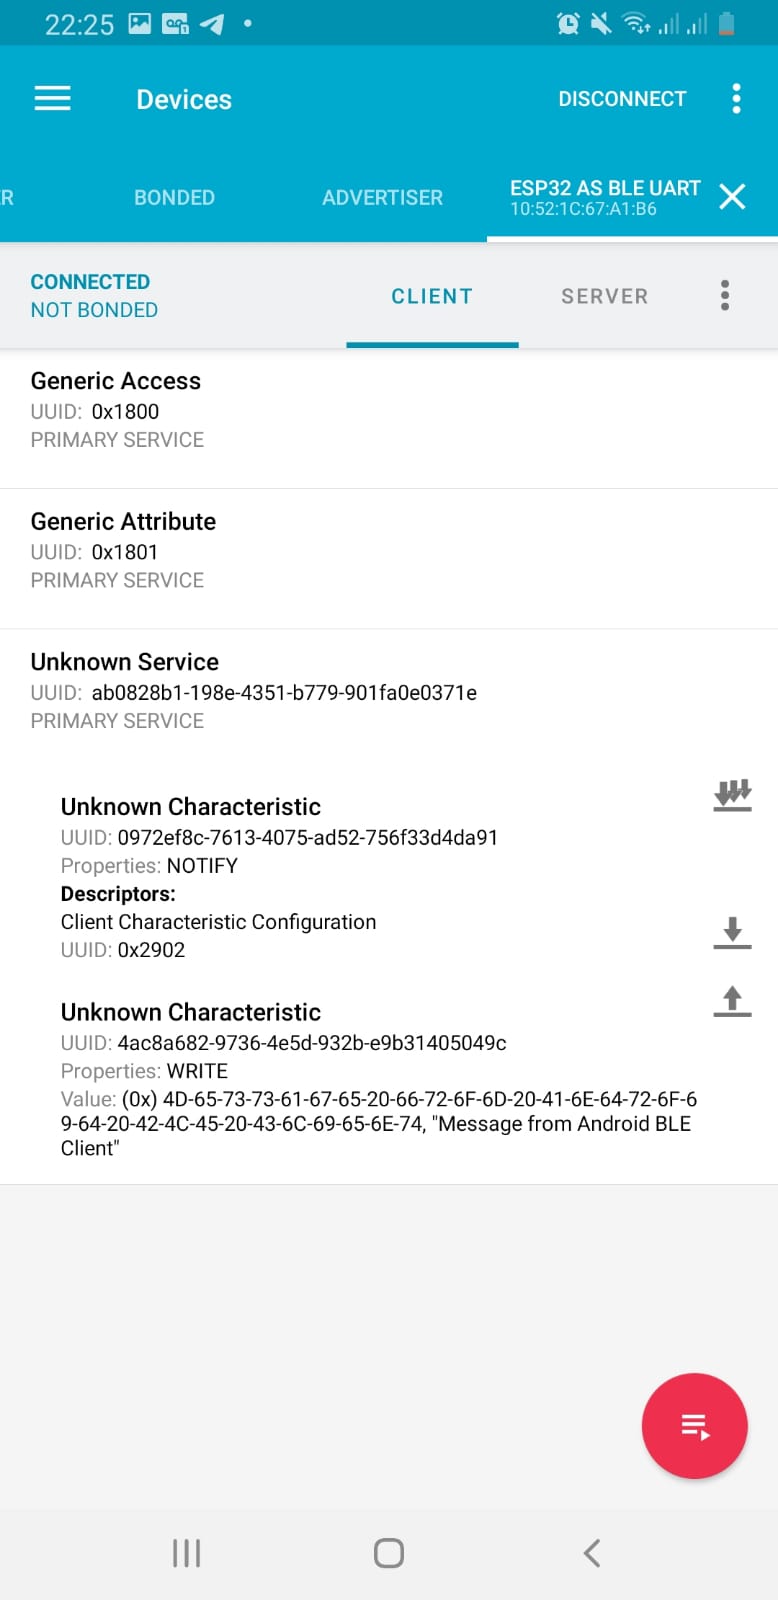 22:25
Devices
DISCONNECT
R
BONDED
ADVERTISER
ESP32 AS BLE UART
10:52:1C:67:A1:B6
CONNECTED
NOT BONDED
CLIENT
SERVER
Generic Access
UUID: 0x1800
PRIMARY SERVICE
Generic Attribute
UUID: 0x1801
PRIMARY SERVICE
Unknown Service
UUID: ab0828b1-198e-4351-b779-901fa0e0371e
PRIMARY SERVICE
Unknown Characteristic
UUID: 0972ef8c-7613-4075-ad52-756f33d4da91
Properties: NOTIFY
Descriptors:
Client Characteristic Configuration
UUID: 0x2902
Unknown Characteristic
UUID: 4ac8a682-9736-4e5d-932b-e9b31405049c
Properties: WRITE
Value: (0x) 4D-65-73-73-61-67-65-20-66-72-6F-6D-20-41-6E-64-72-6F-6
9-64-20-42-4C-45-20-43-6C-69-65-6E-74, "Message from Android BLE
Client"